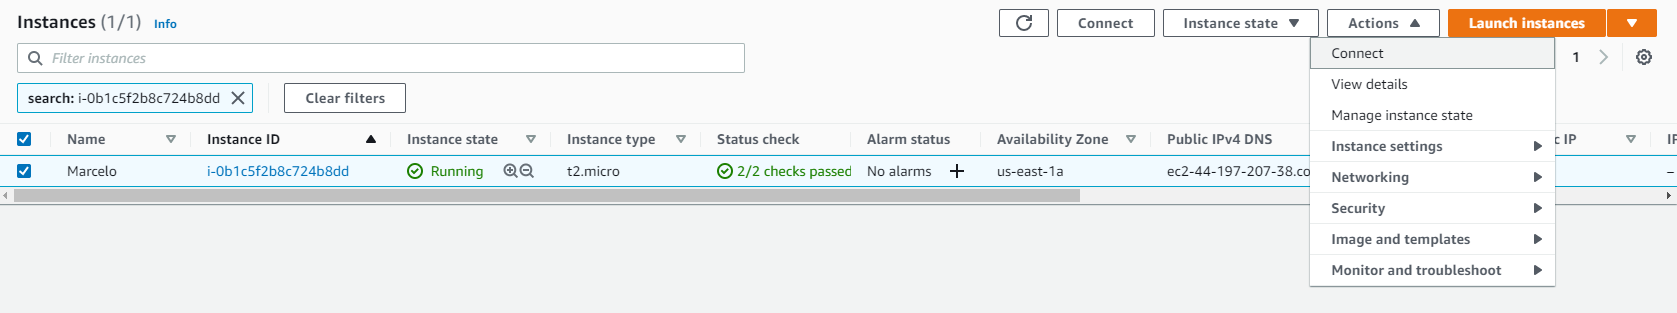 Instances (1/1) Info
Connect Instance state Actions Launch instances
Filter instances
1
search: i-0b1c5f2b8c724b8dd Clear filters
Connect
View details
Manage instance state
Instance settings
Networking
Security
Image and templates
Monitor and troubleshoot
Name Instance ID Instance state Instance type Status check Alarm status Availability Zone Public IPv4 DNS IP
Marcelo i-0b1c5f2b8c724b8dd Running t2.micro 2/2 checks passed No alarms us-east-1a ec2-44-197-207-38.co –